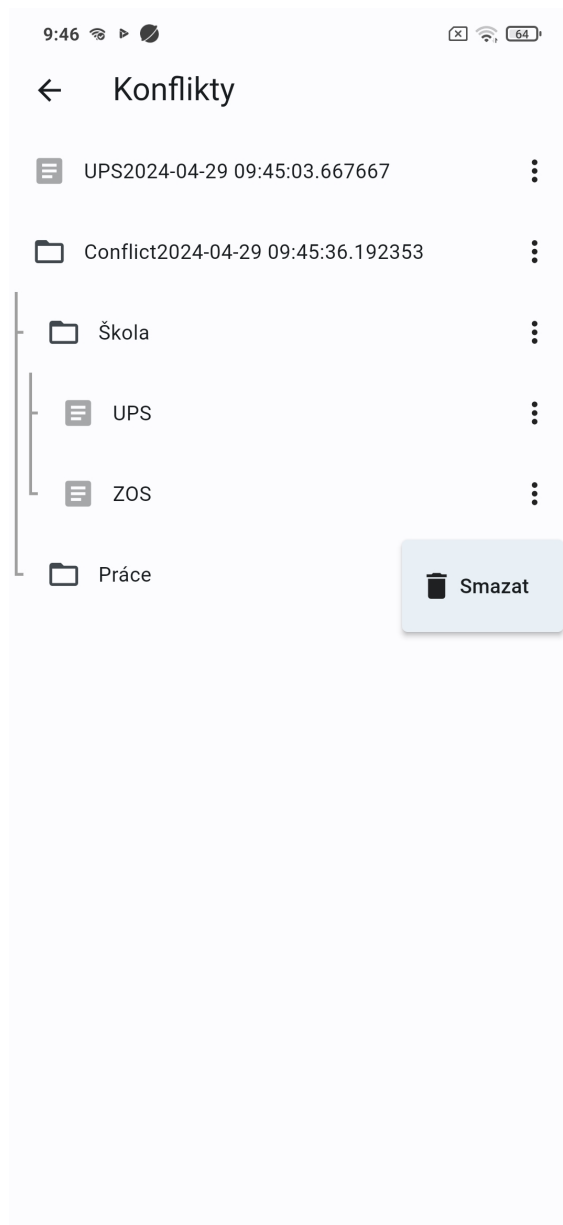 9:46 64
Konflikty
UPS2024-04-29 09:45:03.667667
Conflict2024-04-29 09:45:36.192353
Škola
UPS
ZOS
Práce
Smazat